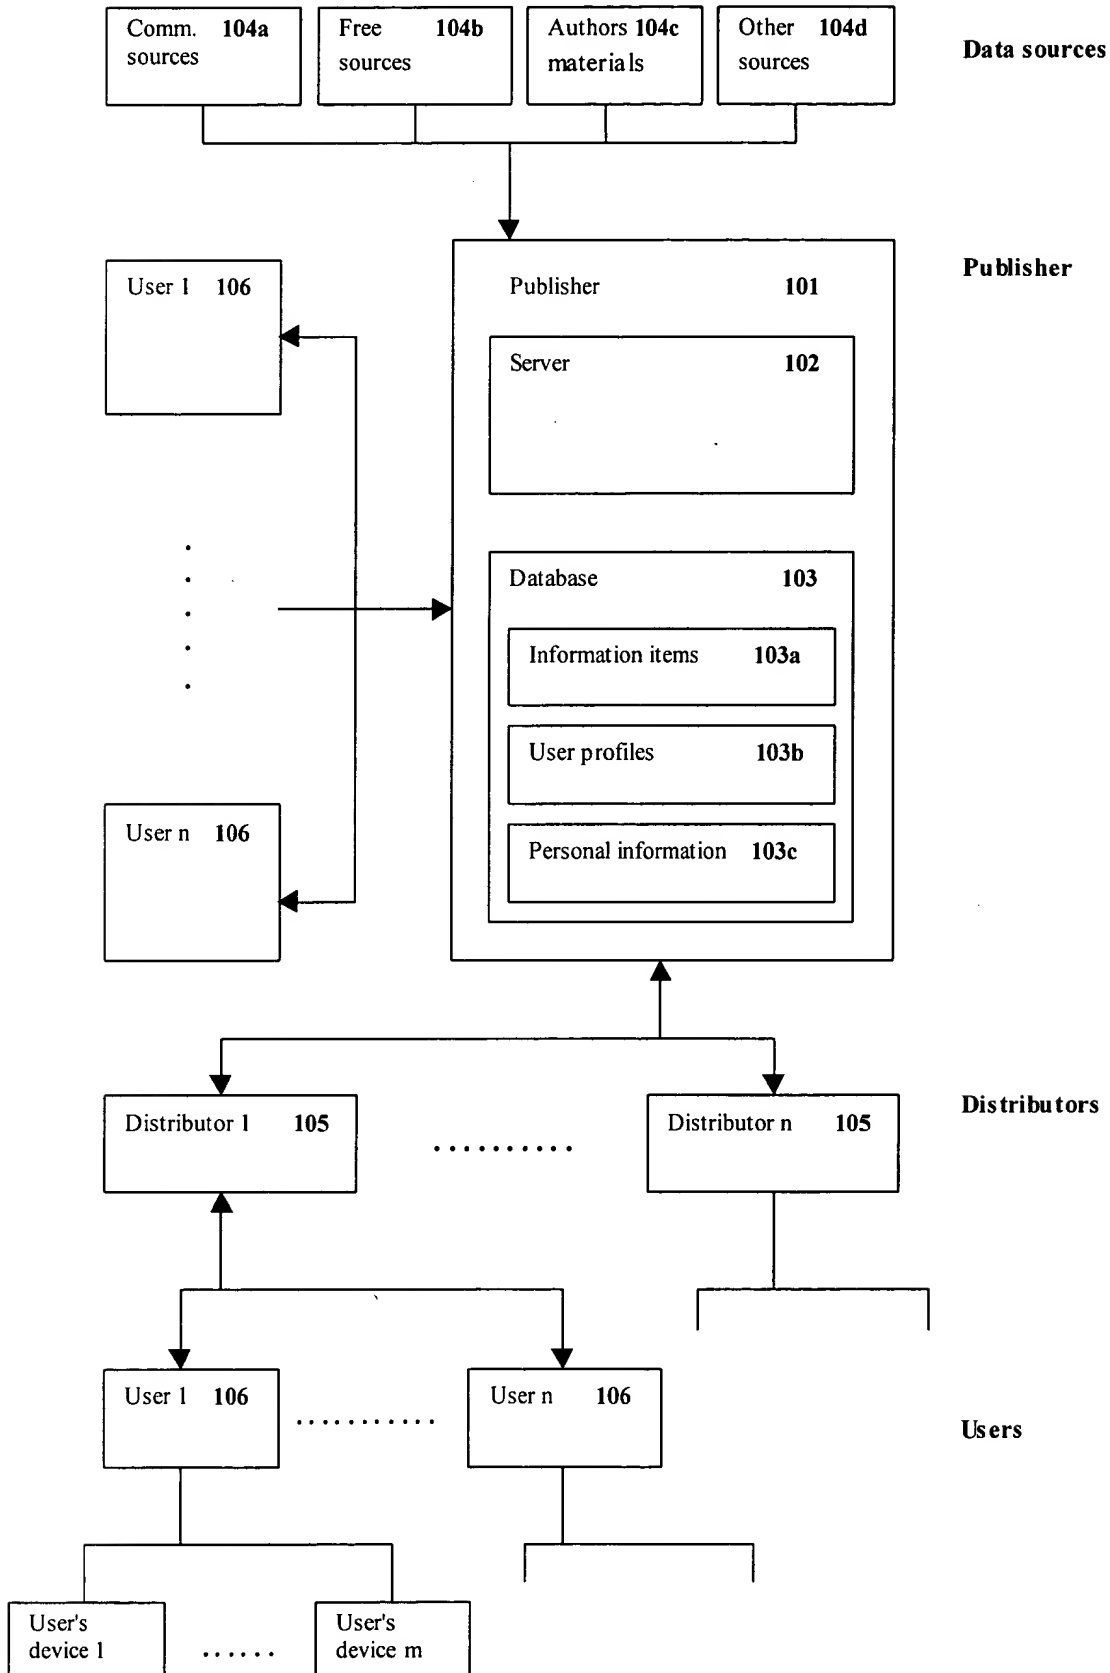 Comm. 104a
sources
Free 104b
sources
Authors 104c
materials
Other 104d
sources
Data sources
Publisher
User 1 106
Publisher 101
Server 102
Database 103
Information items 103a
User profiles 103b
Personal information 103c
User n 106
Distributors
Distributor 1 105
Distributor n 105
User 1 106
User n 106
Users
User's
device 1
User's
device m